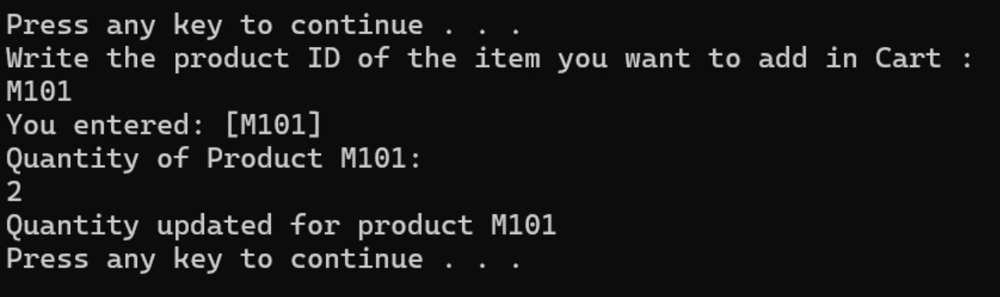 Press any key to continue . . .
Write the product ID of the item you want to add in Cart :
M101
You entered: [M101]
Quantity of Product M101:
2
Quantity updated for product M101
Press any key to continue . . .